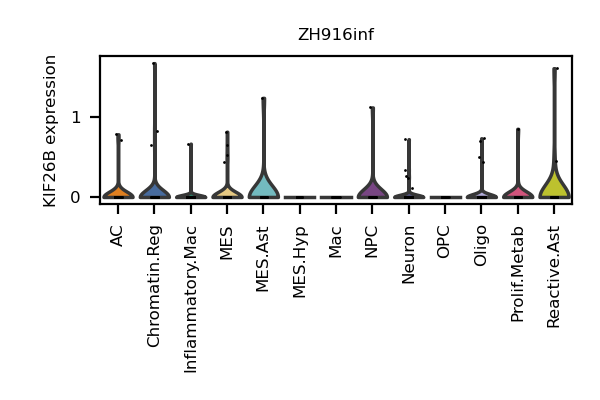 ZH916inf
KIF26B expression
1
0
AC
Chromatin.Reg
Inflammatory.Mac
MES
MES.Ast
MES.Hyp
Mac
NPC
Neuron
OPC
Oligo
Prolif.Metab
Reactive.Ast